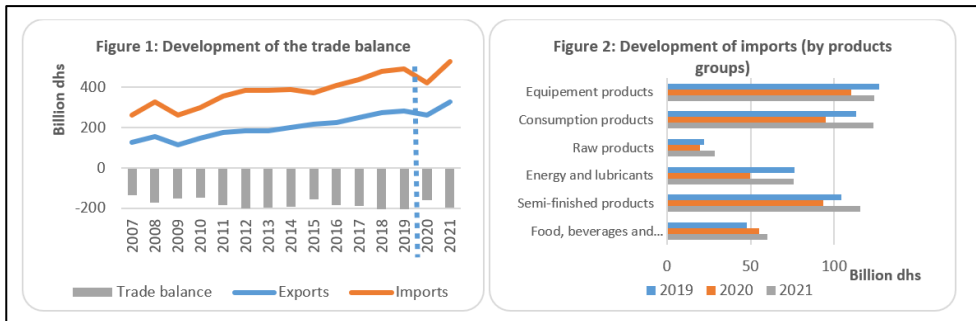 Figure 1: Development of the trade balance
Billion dhs
400
200
0
-200
2007
2008
2009
2010
2011
2012
2013
2014
2015
2016
2017
2018
2019
2020
2021
Trade balance
Exports
Imports
Figure 2: Development of imports (by products
groups)
Equipement products
Consumption products
Raw products
Energy and lubricants
Semi-finished products
Food, beverages and...
0
50
100
Billion dhs
2019
2020
2021